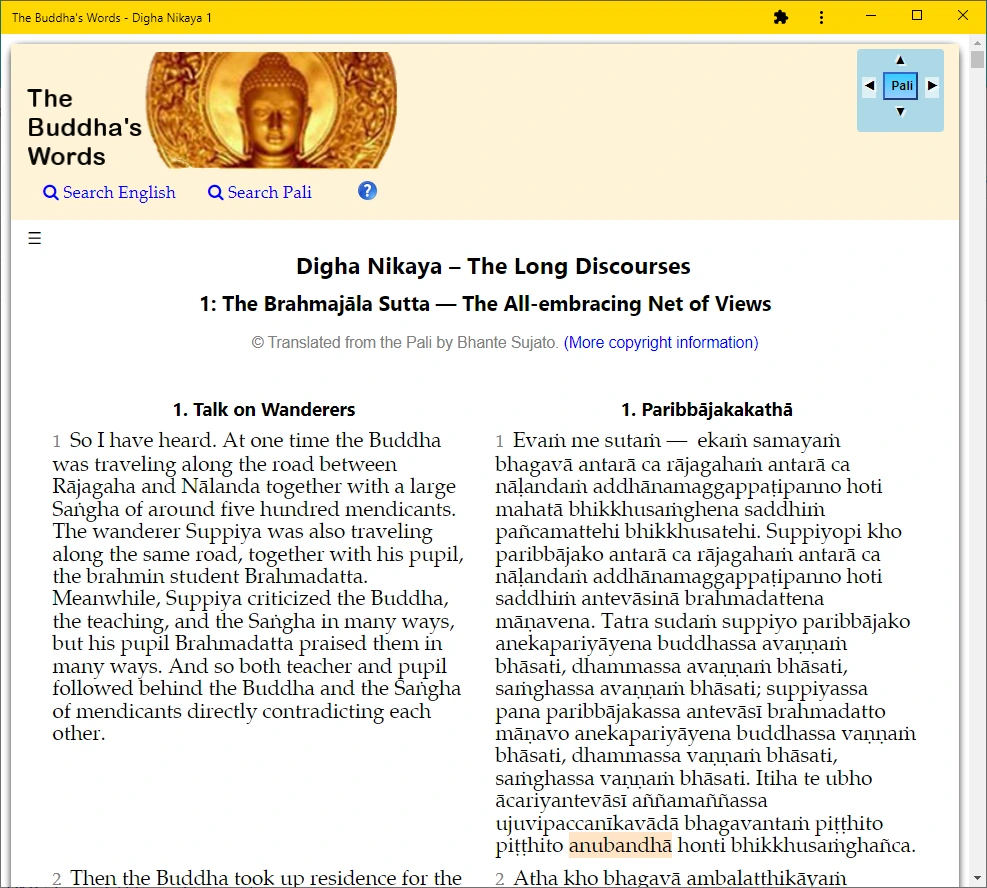 The Buddha's Words - Digha Nikaya 1
The
Buddha's
Words
Pali
Search English
Search Pali
?
Digha Nikaya – The Long Discourses
1: The Brahmajāla Sutta — The All-embracing Net of Views
© Translated from the Pali by Bhante Sujato. (More copyright information)
1. Talk on Wanderers
1 So I have heard. At one time the Buddha
was traveling along the road between
Rājagaha and Nālanda together with a large
Saṅgha of around five hundred mendicants.
The wanderer Suppiya was also traveling
along the same road, together with his pupil,
the brahmin student Brahmadatta.
Meanwhile, Suppiya criticized the Buddha,
the teaching, and the Saṅgha in many ways,
but his pupil Brahmadatta praised them in
many ways. And so both teacher and pupil
followed behind the Buddha and the Saṅgha
of mendicants directly contradicting each
other.
2 Then the Buddha took up residence for the
1. Paribbājakakathā
1 Evaṁ me sutaṁ — ekaṁ samayaṁ
bhagavā antarā ca rājagahaṁ antarā ca
nāḷandaṁ addhānamaggappaṭipanno hoti
mahatā bhikkhusaṁghena saddhiṁ
pañcamattehi bhikkhusatehi. Suppiyopi kho
paribbājako antarā ca rājagahaṁ antarā ca
nāḷandaṁ addhānamaggappaṭipanno hoti
saddhiṁ antevāsinā brahmadattena
māṇavena. Tatra sudaṁ suppiyo paribbājako
anekapariyāyena buddhassa avaṇṇaṁ
bhāsati, dhammassa avaṇṇaṁ bhāsati,
saṁghassa avaṇṇaṁ bhāsati; suppiyassa
pana paribbājakassa antevāsī brahmadatto
māṇavo anekapariyāyena buddhassa vaṇṇaṁ
bhāsati, dhammassa vaṇṇaṁ bhāsati,
saṁghassa vaṇṇaṁ bhāsati. Itiha te ubho
ācariyantevāsī aññamaññassa
ujuvipaccanīkavādā bhagavantaṁ piṭṭhito
piṭṭhito anubandhā honti bhikkhusaṁghañca.
2 Atha kho bhagavā ambalaṭṭhikāyaṁ